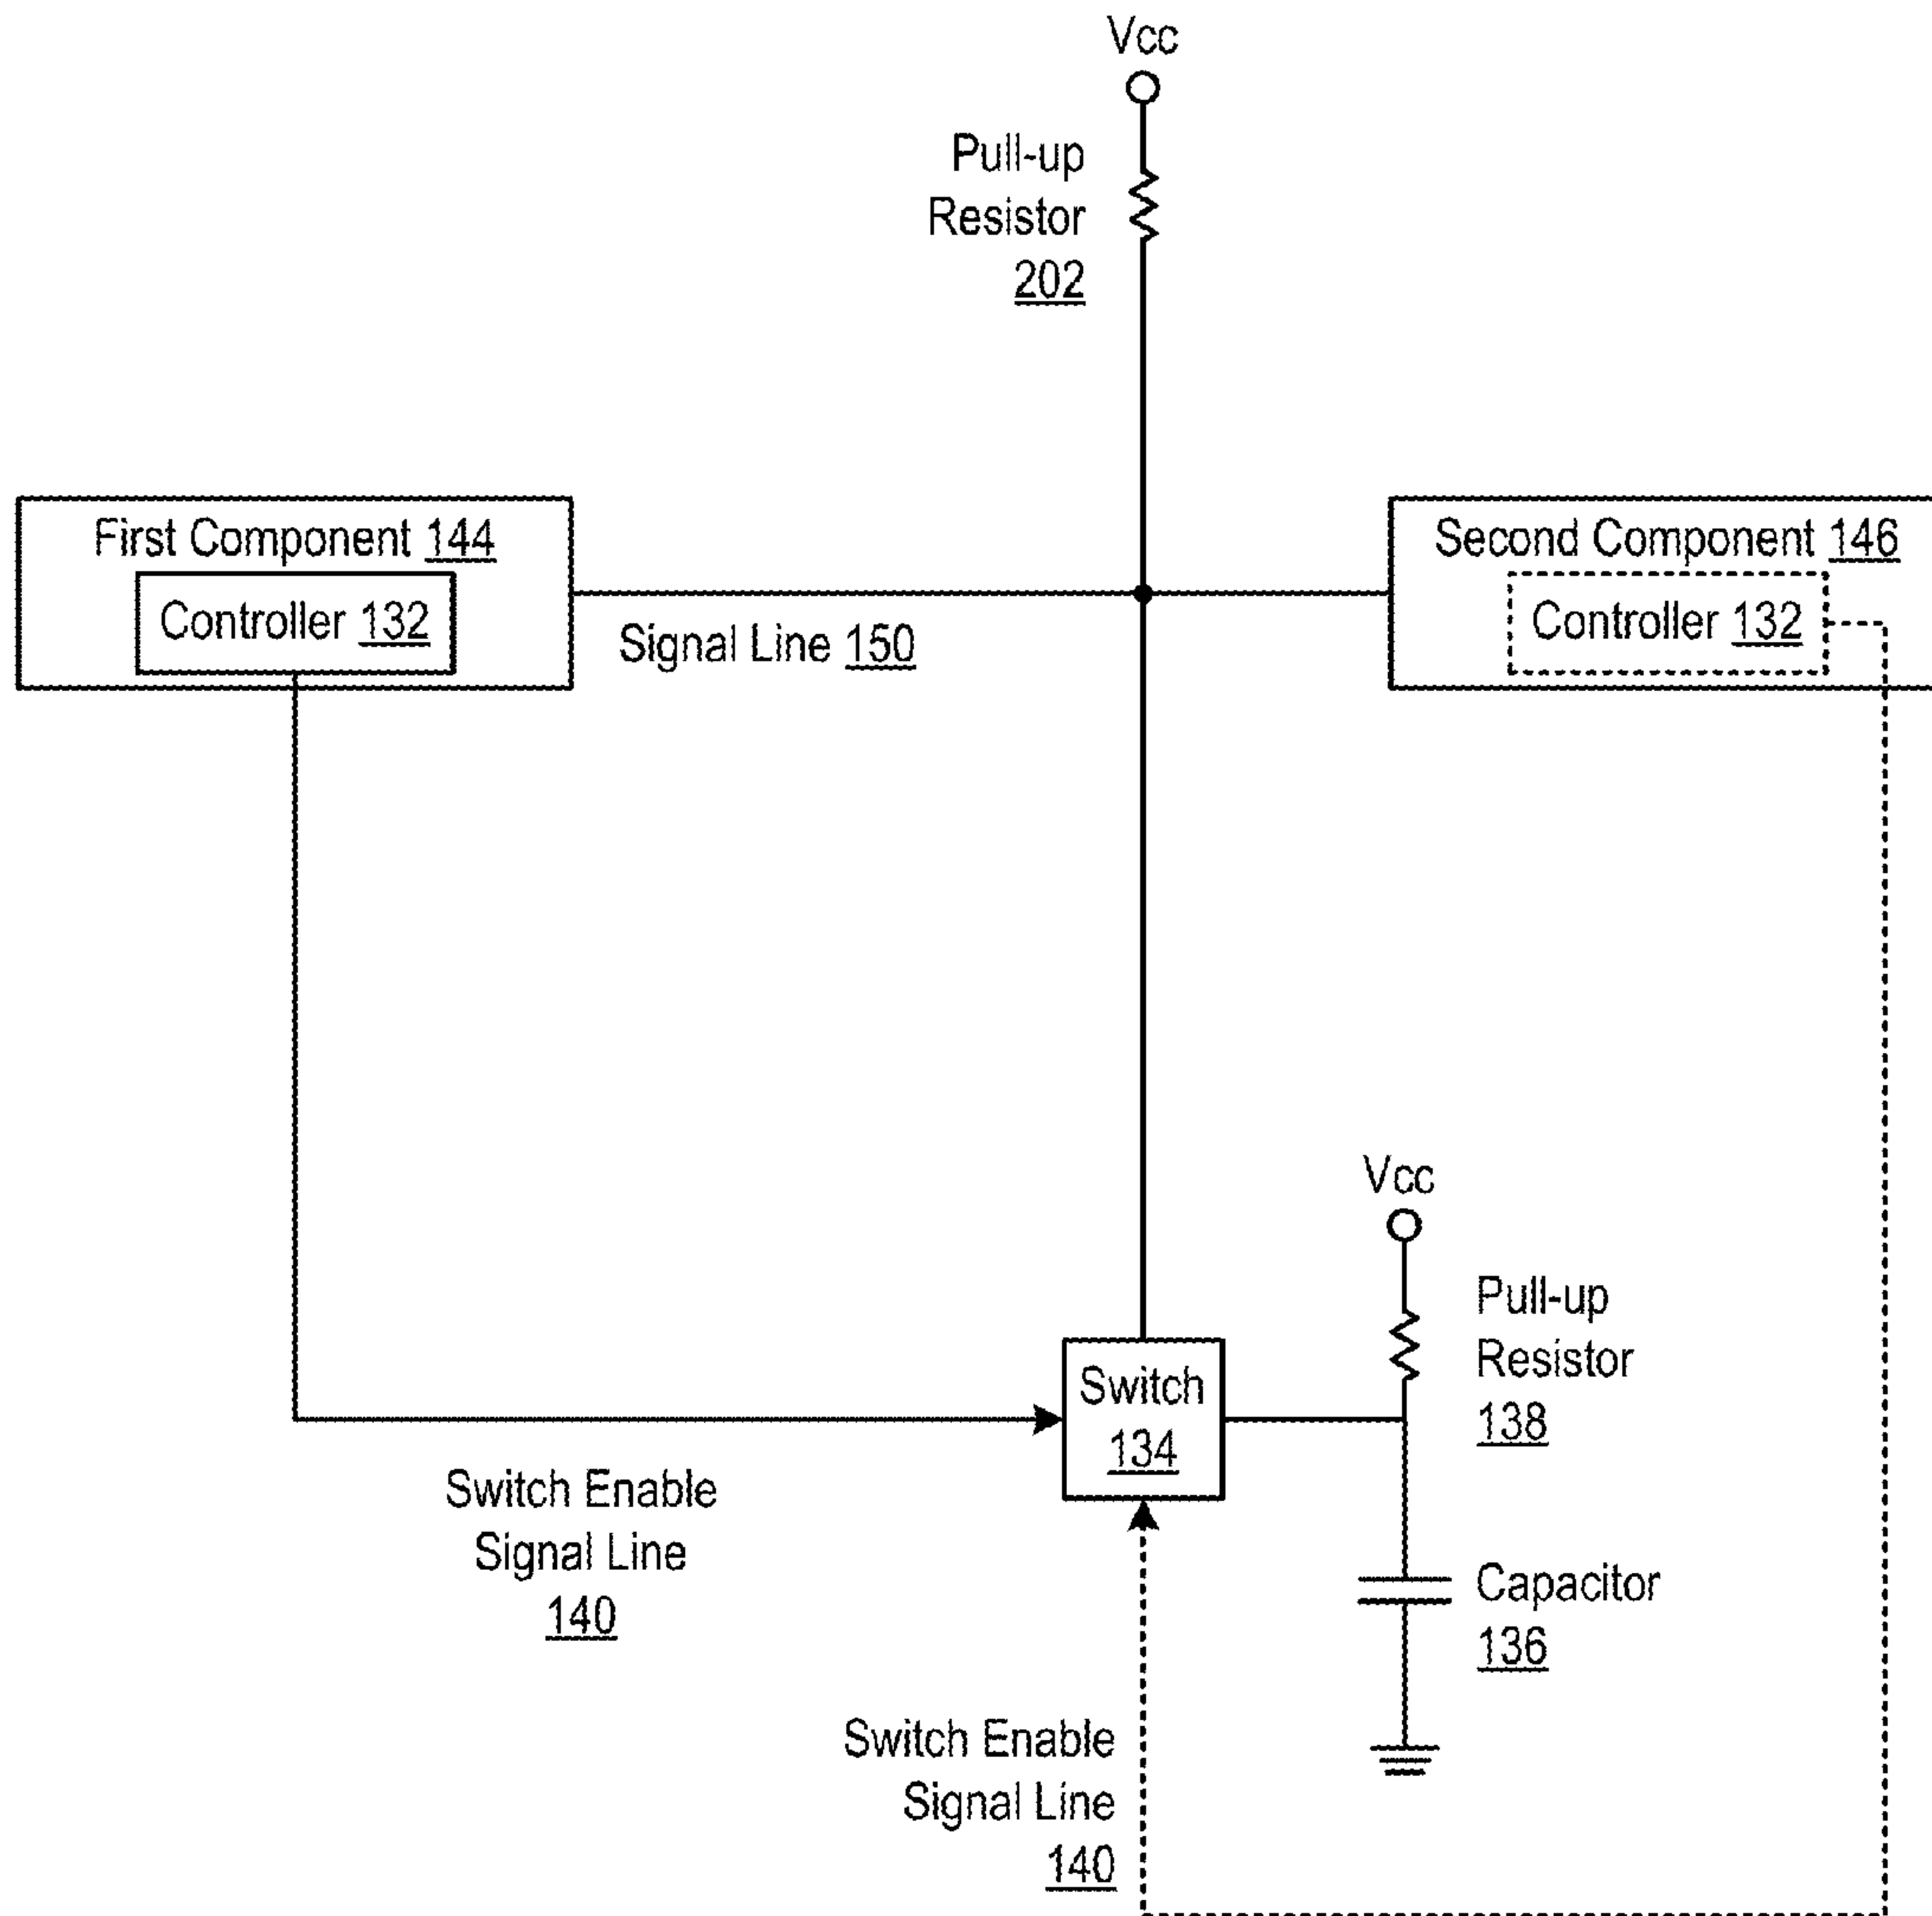 Vcc
Pull-up
Resistor
202
First Component 144
Controller 132
Signal Line 150
Second Component 146
Controller 132
Vcc
Pull-up
Resistor
138
Switch
134
Switch Enable
Signal Line
140
Capacitor
136
Switch Enable
Signal Line
140